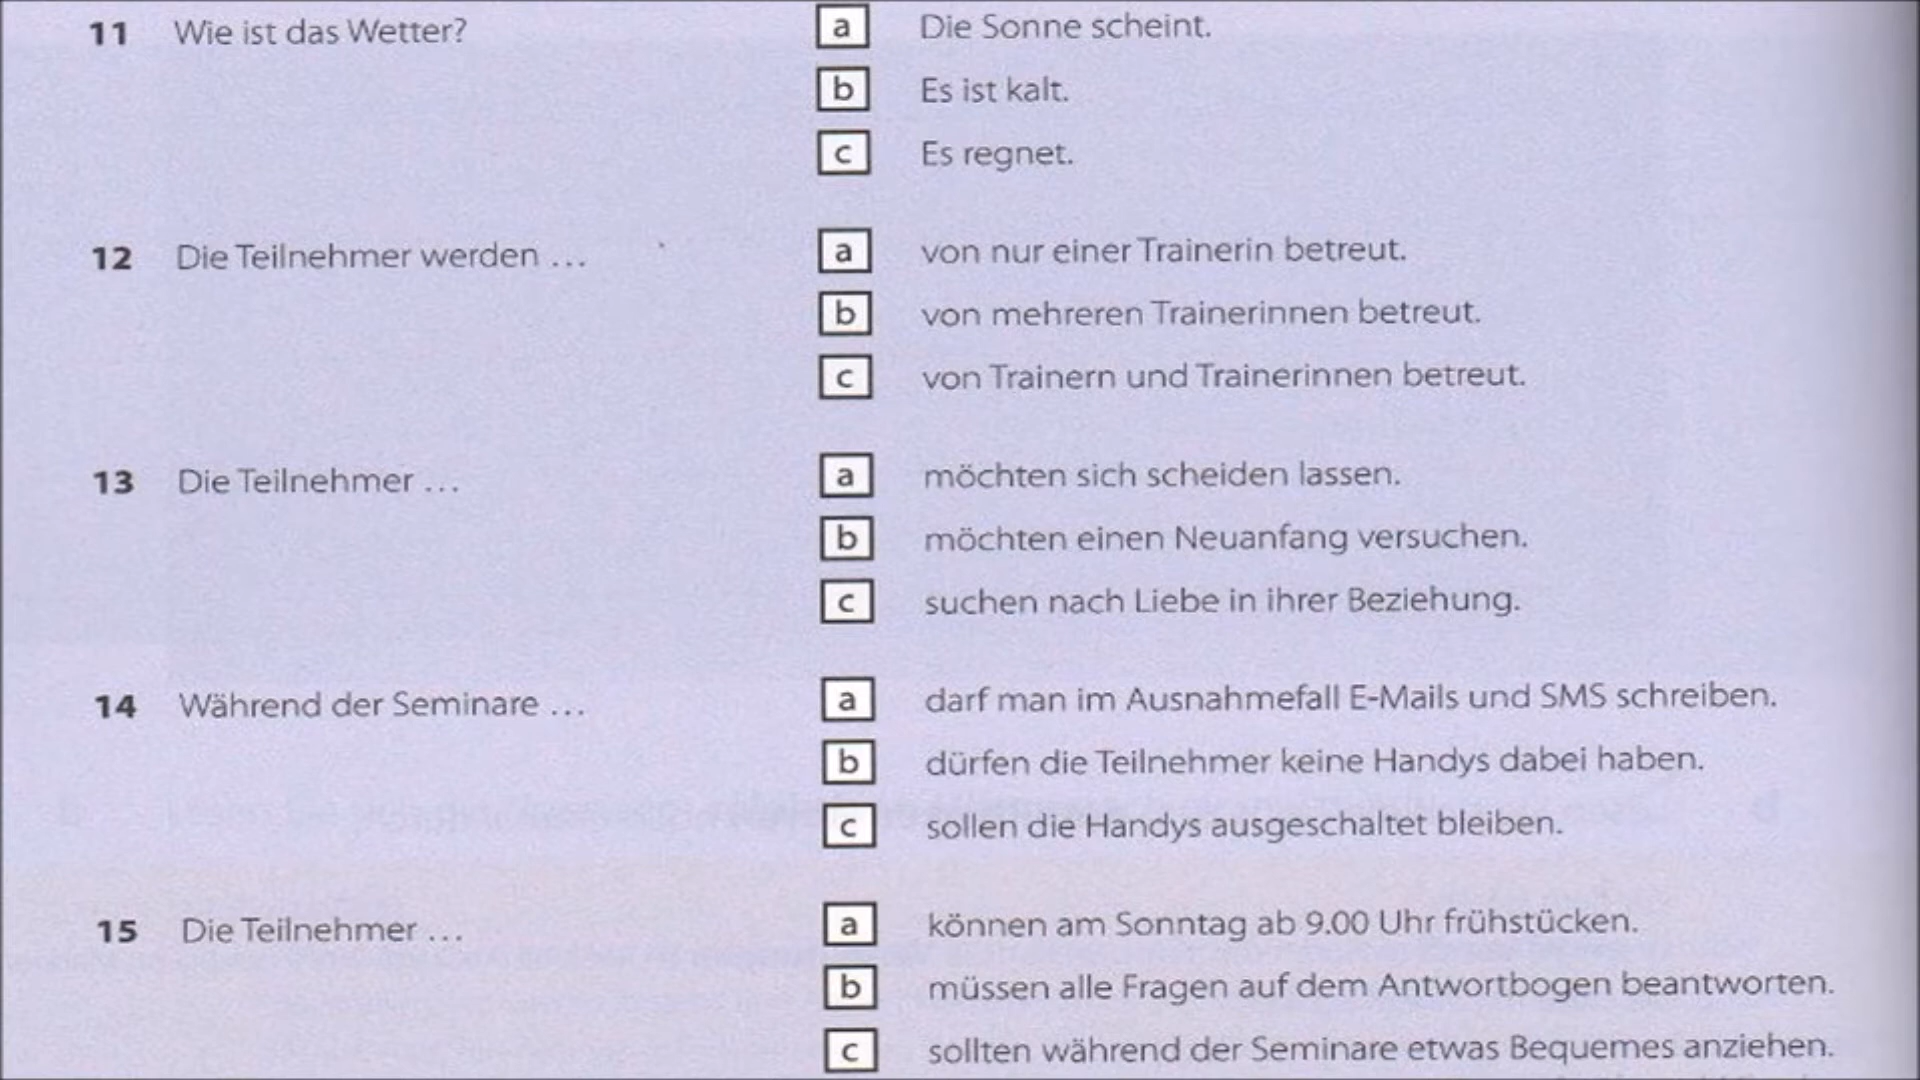 11 Wie ist das Wetter?
a Die Sonne scheint.
b Es ist kalt.
c Es regnet.
12 Die Teilnehmer werden ...
a von nur einer Trainerin betreut.
b von mehreren Trainerinnen betreut.
c von Trainern und Trainerinnen betreut.
13 Die Teilnehmer ...
a möchten sich scheiden lassen.
b möchten einen Neuanfang versuchen.
c suchen nach Liebe in ihrer Beziehung.
14 Während der Seminare ...
a darf man im Ausnahmefall E-Mails und SMS schreiben.
b dürfen die Teilnehmer keine Handys dabei haben.
c sollen die Handys ausgeschaltet bleiben.
15 Die Teilnehmer ...
a können am Sonntag ab 9.00 Uhr frühstücken.
b müssen alle Fragen auf dem Antwortbogen beantworten.
c sollten während der Seminare etwas Bequemes anziehen.